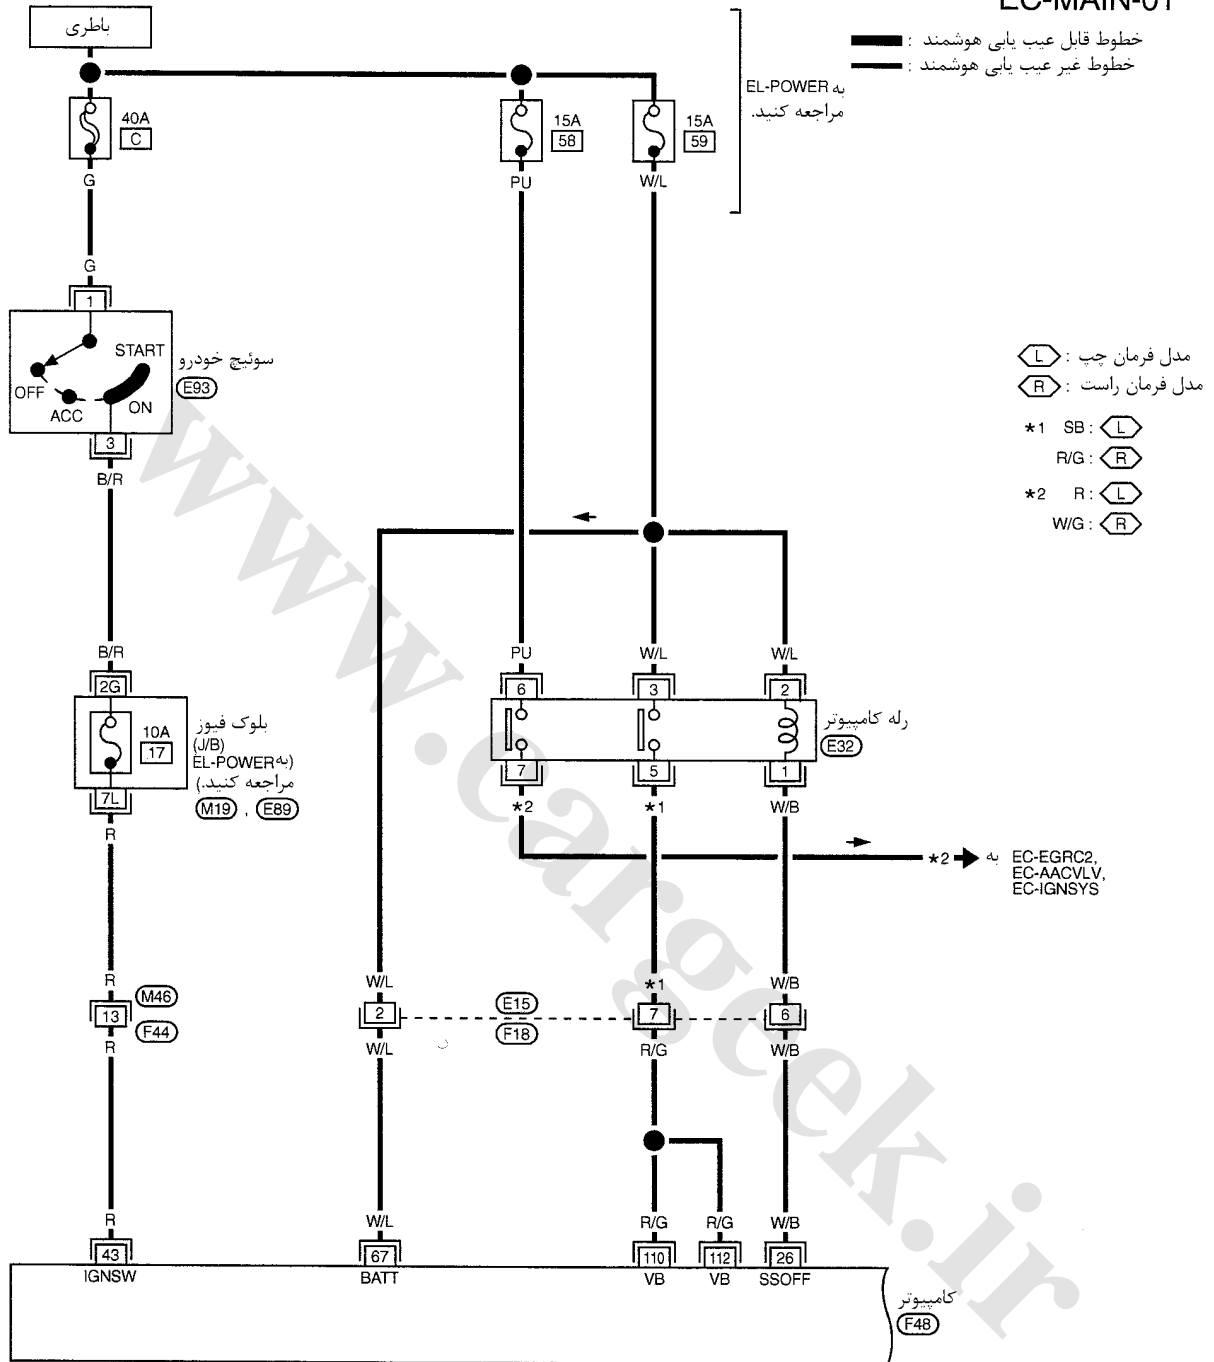 EC-MAIN-01
باطری
خطوط قابل عیب یابی هوشمند :
خطوط غیر عیب یابی هوشمند :
به EL-POWER
مراجعه کنید.
40A
C
15A
58
15A
59
G
PU
W/L
G
1
START
OFF
ACC
ON
سوئیچ خودرو
E93
3
B/R
مدل فرمان چپ : L
مدل فرمان راست : R
*1 SB : L
R/G : R
*2 R : L
W/G : R
B/R
PU
W/L
W/L
2G
6
3
2
10A
17
بلوک فیوز
(J/B)
(به EL-POWER
مراجعه کنید.)
M19 , E89
7L
رله کامپیوتر
E32
7
5
1
R
*2
*1
W/B
*2
به
EC-EGRC2,
EC-AACVLV,
EC-IGNSYS
R
W/L
*1
W/B
13
M46
F44
2
E15
F18
7
6
R
W/L
R/G
W/B
R
W/L
R/G
R/G
W/B
43
67
110
112
26
IGNSW
BATT
VB
VB
SSOFF
کامپیوتر
F48
www.cargeek.ir